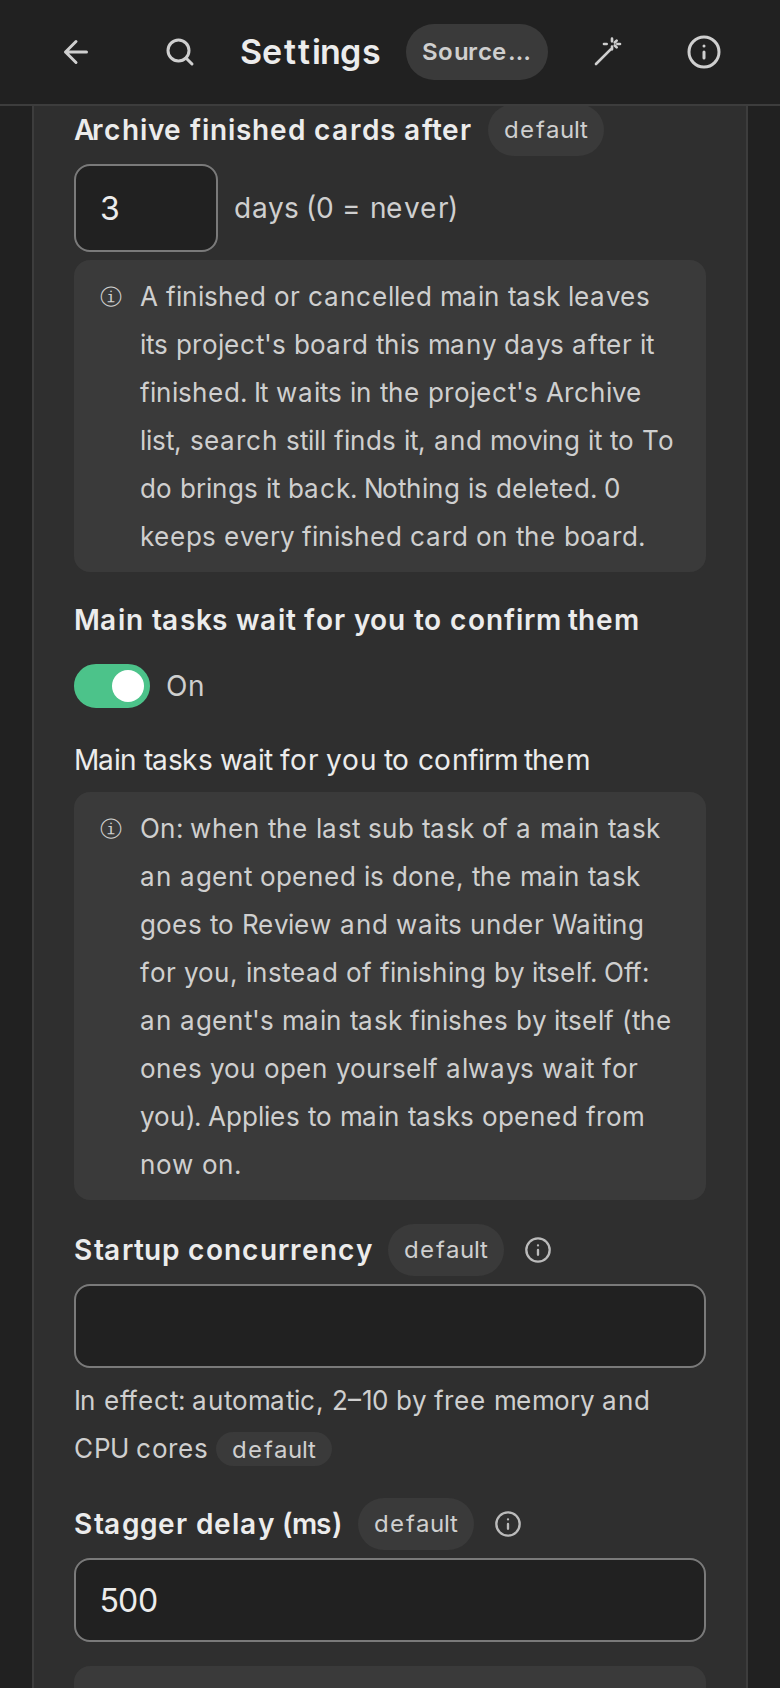 Settings Source...
Archive finished cards after default
3 days (0 = never)
A finished or cancelled main task leaves
its project's board this many days after it
finished. It waits in the project's Archive
list, search still finds it, and moving it to To
do brings it back. Nothing is deleted. 0
keeps every finished card on the board.
Main tasks wait for you to confirm them
On
Main tasks wait for you to confirm them
On: when the last sub task of a main task
an agent opened is done, the main task
goes to Review and waits under Waiting
for you, instead of finishing by itself. Off:
an agent's main task finishes by itself (the
ones you open yourself always wait for
you). Applies to main tasks opened from
now on.
Startup concurrency default
In effect: automatic, 2–10 by free memory and
CPU cores default
Stagger delay (ms) default
500